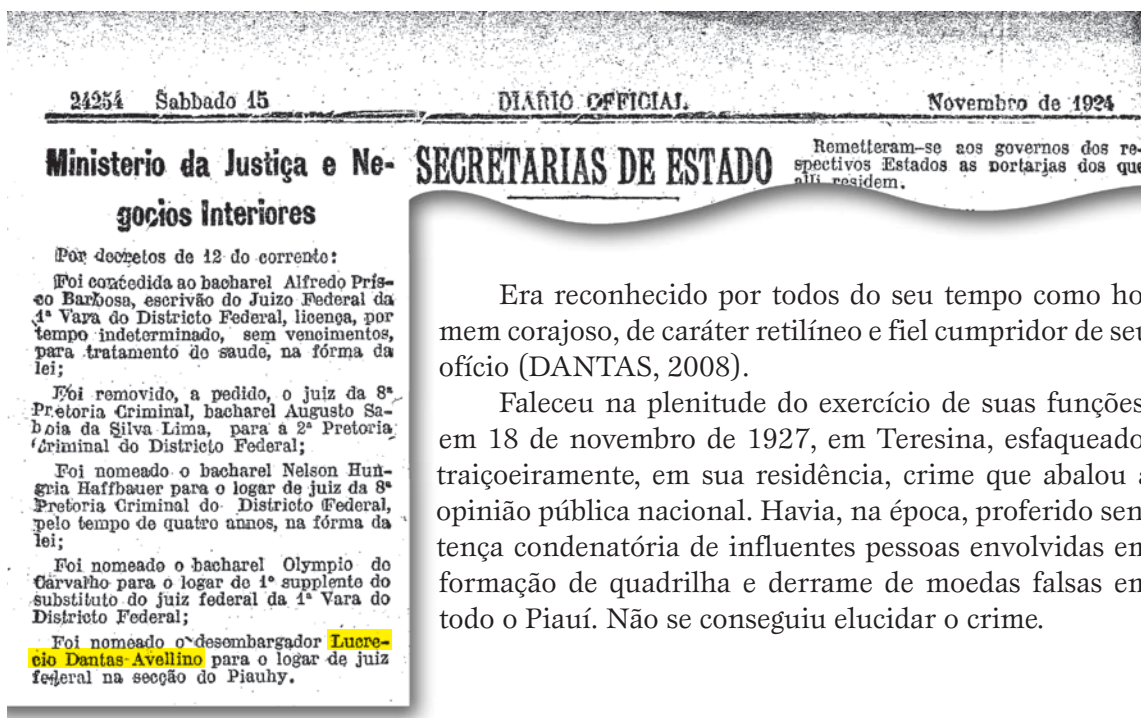 24254 Sabbado 15 DIARIO OFFICIAL Novembro de 1924
Ministerio da Justiça e Ne-
gocios Interiores
Por decretos de 12 do corrente:
Foi concedida ao bacharel Alfredo Pris-
co Barbosa, escrivão do Juizo Federal da
1ª Vara do Districto Federal, licença, por
tempo indeterminado, sem vencimentos,
para tratamento de saude, na fórma da
lei;
Foi removido, a pedido, o juiz da 8ª
Pretoria Criminal, bacharel Augusto Sa-
boia da Silva Lima, para a 2ª Pretoria
Criminal do Districto Federal;
Foi nomeado o bacharel Nelson Hun-
gria Haffbauer para o logar de juiz da 8ª
Pretoria Criminal do Districto Federal,
pelo tempo de quatro annos, na fórma da
lei;
Foi nomeado o bacharel Olympio de
Carvalho para o logar de 1º supplente do
substituto do juiz federal da 1ª Vara do
Districto Federal;
Foi nomeado o desembargador Lucre-
cio Dantas Avellino para o logar de juiz
federal na secção do Piauhy.
SECRETARIAS DE ESTADO
Remetteram-se aos governos dos re-
spectivos Estados as portarias dos que
alli residem.
Era reconhecido por todos do seu tempo como ho
mem corajoso, de caráter retilíneo e fiel cumpridor de seu
ofício (DANTAS, 2008).
Faleceu na plenitude do exercício de suas funções
em 18 de novembro de 1927, em Teresina, esfaqueado
traiçoeiramente, em sua residência, crime que abalou a
opinião pública nacional. Havia, na época, proferido sen
tença condenatória de influentes pessoas envolvidas em
formação de quadrilha e derrame de moedas falsas em
todo o Piauí. Não se conseguiu elucidar o crime.